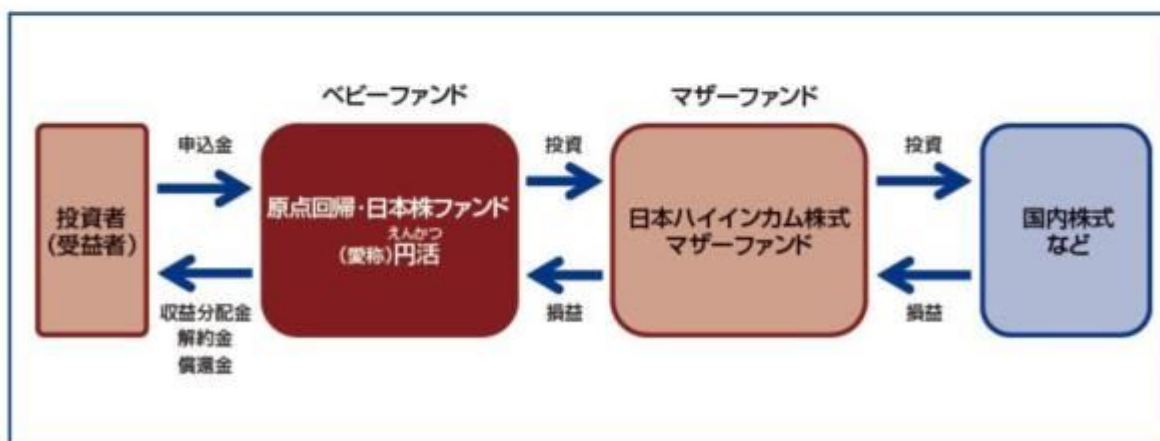 ベビーファンド
マザーファンド
申込金
投資
投資
投資者
(受益者)
原点回帰・日本株ファンド
えんかつ
(愛称)円活
日本ハイインカム株式
マザーファンド
国内株式
など
収益分配金
解約金
償還金
損益
損益